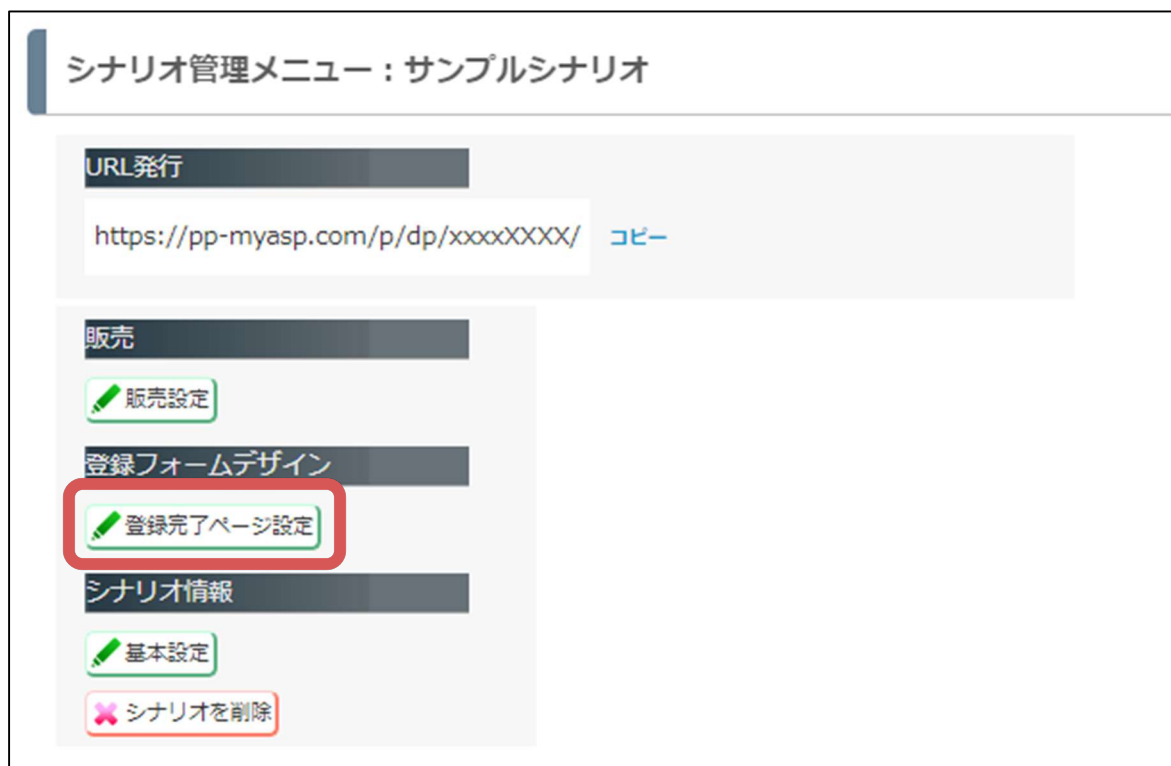 シナリオ管理メニュー：サンプルシナリオ
URL発行
https://pp-myasp.com/p/dp/xxxxXXXX/ コピー
販売
販売設定
登録フォームデザイン
登録完了ページ設定
シナリオ情報
基本設定
シナリオを削除